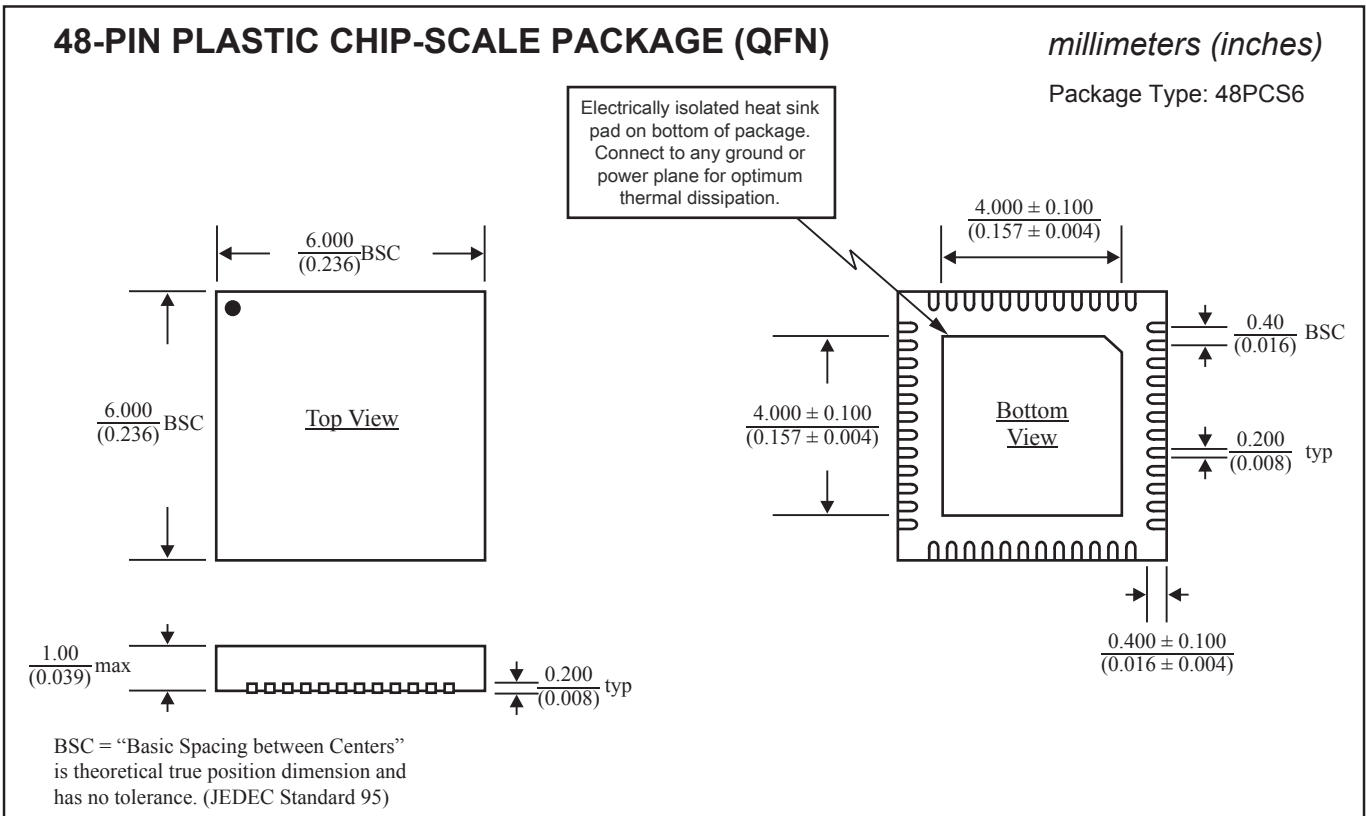 48-PIN PLASTIC CHIP-SCALE PACKAGE (QFN)
millimeters (inches)
Package Type: 48PCS6
Electrically isolated heat sink
pad on bottom of package.
Connect to any ground or
power plane for optimum
thermal dissipation.
6.000
(0.236) BSC
6.000
(0.236) BSC
Top View
4.000 ± 0.100
(0.157 ± 0.004)
4.000 ± 0.100
(0.157 ± 0.004)
Bottom
View
0.40
(0.016) BSC
0.200
(0.008) typ
0.400 ± 0.100
(0.016 ± 0.004)
1.00
(0.039) max
0.200
(0.008) typ
BSC = “Basic Spacing between Centers”
is theoretical true position dimension and
has no tolerance. (JEDEC Standard 95)